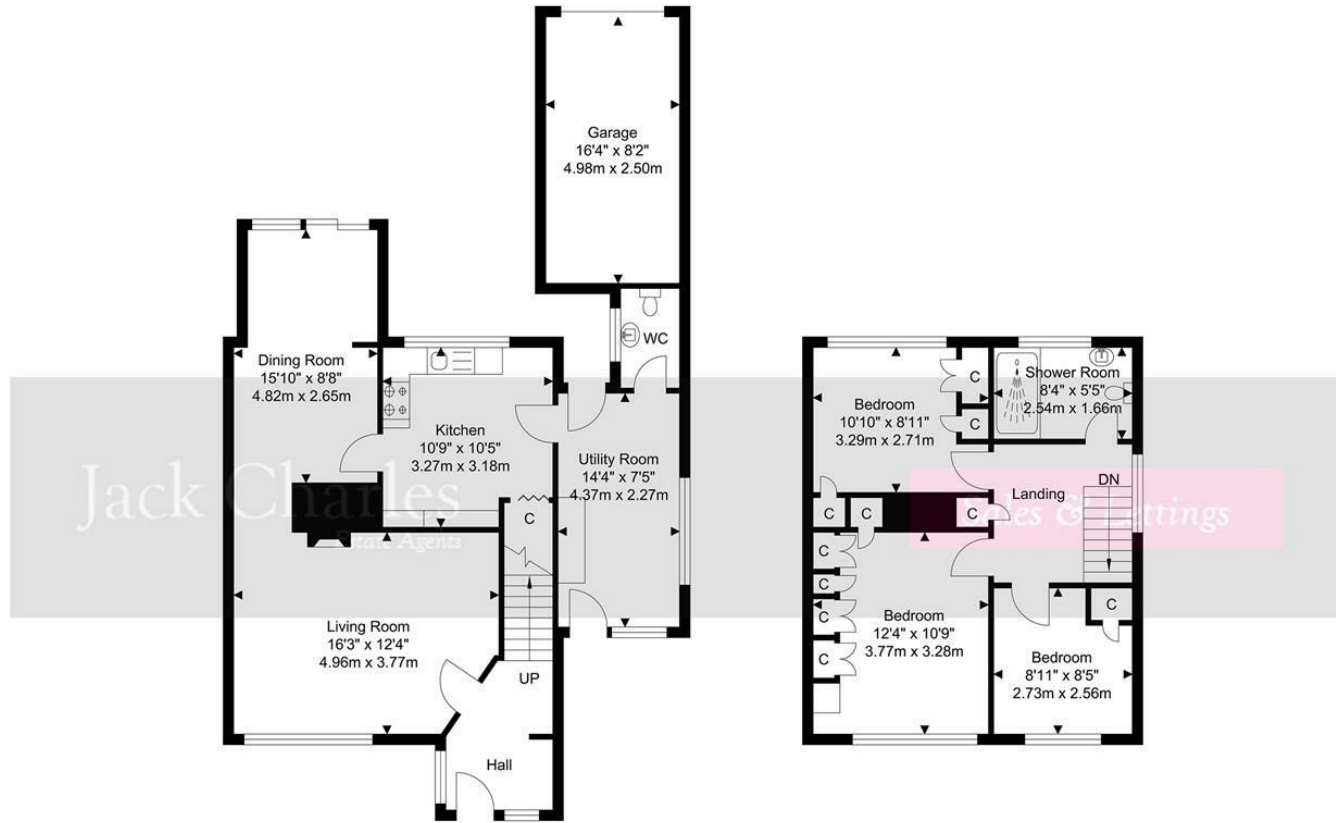 Garage
16'4" x 8'2"
4.98m x 2.50m
WC
Dining Room
15'10" x 8'8"
4.82m x 2.65m
Kitchen
10'9" x 10'5"
3.27m x 3.18m
Utility Room
14'4" x 7'5"
4.37m x 2.27m
C
Living Room
16'3" x 12'4"
4.96m x 3.77m
UP
Hall
Jack Charles
Estate Agents
Shower Room
8'4" x 5'5"
2.54m x 1.66m
Bedroom
10'10" x 8'11"
3.29m x 2.71m
C
C
Landing
DN
C
C
C
C
C
C
C
Bedroom
12'4" x 10'9"
3.77m x 3.28m
C
Bedroom
8'11" x 8'5"
2.73m x 2.56m
Sales & Lettings